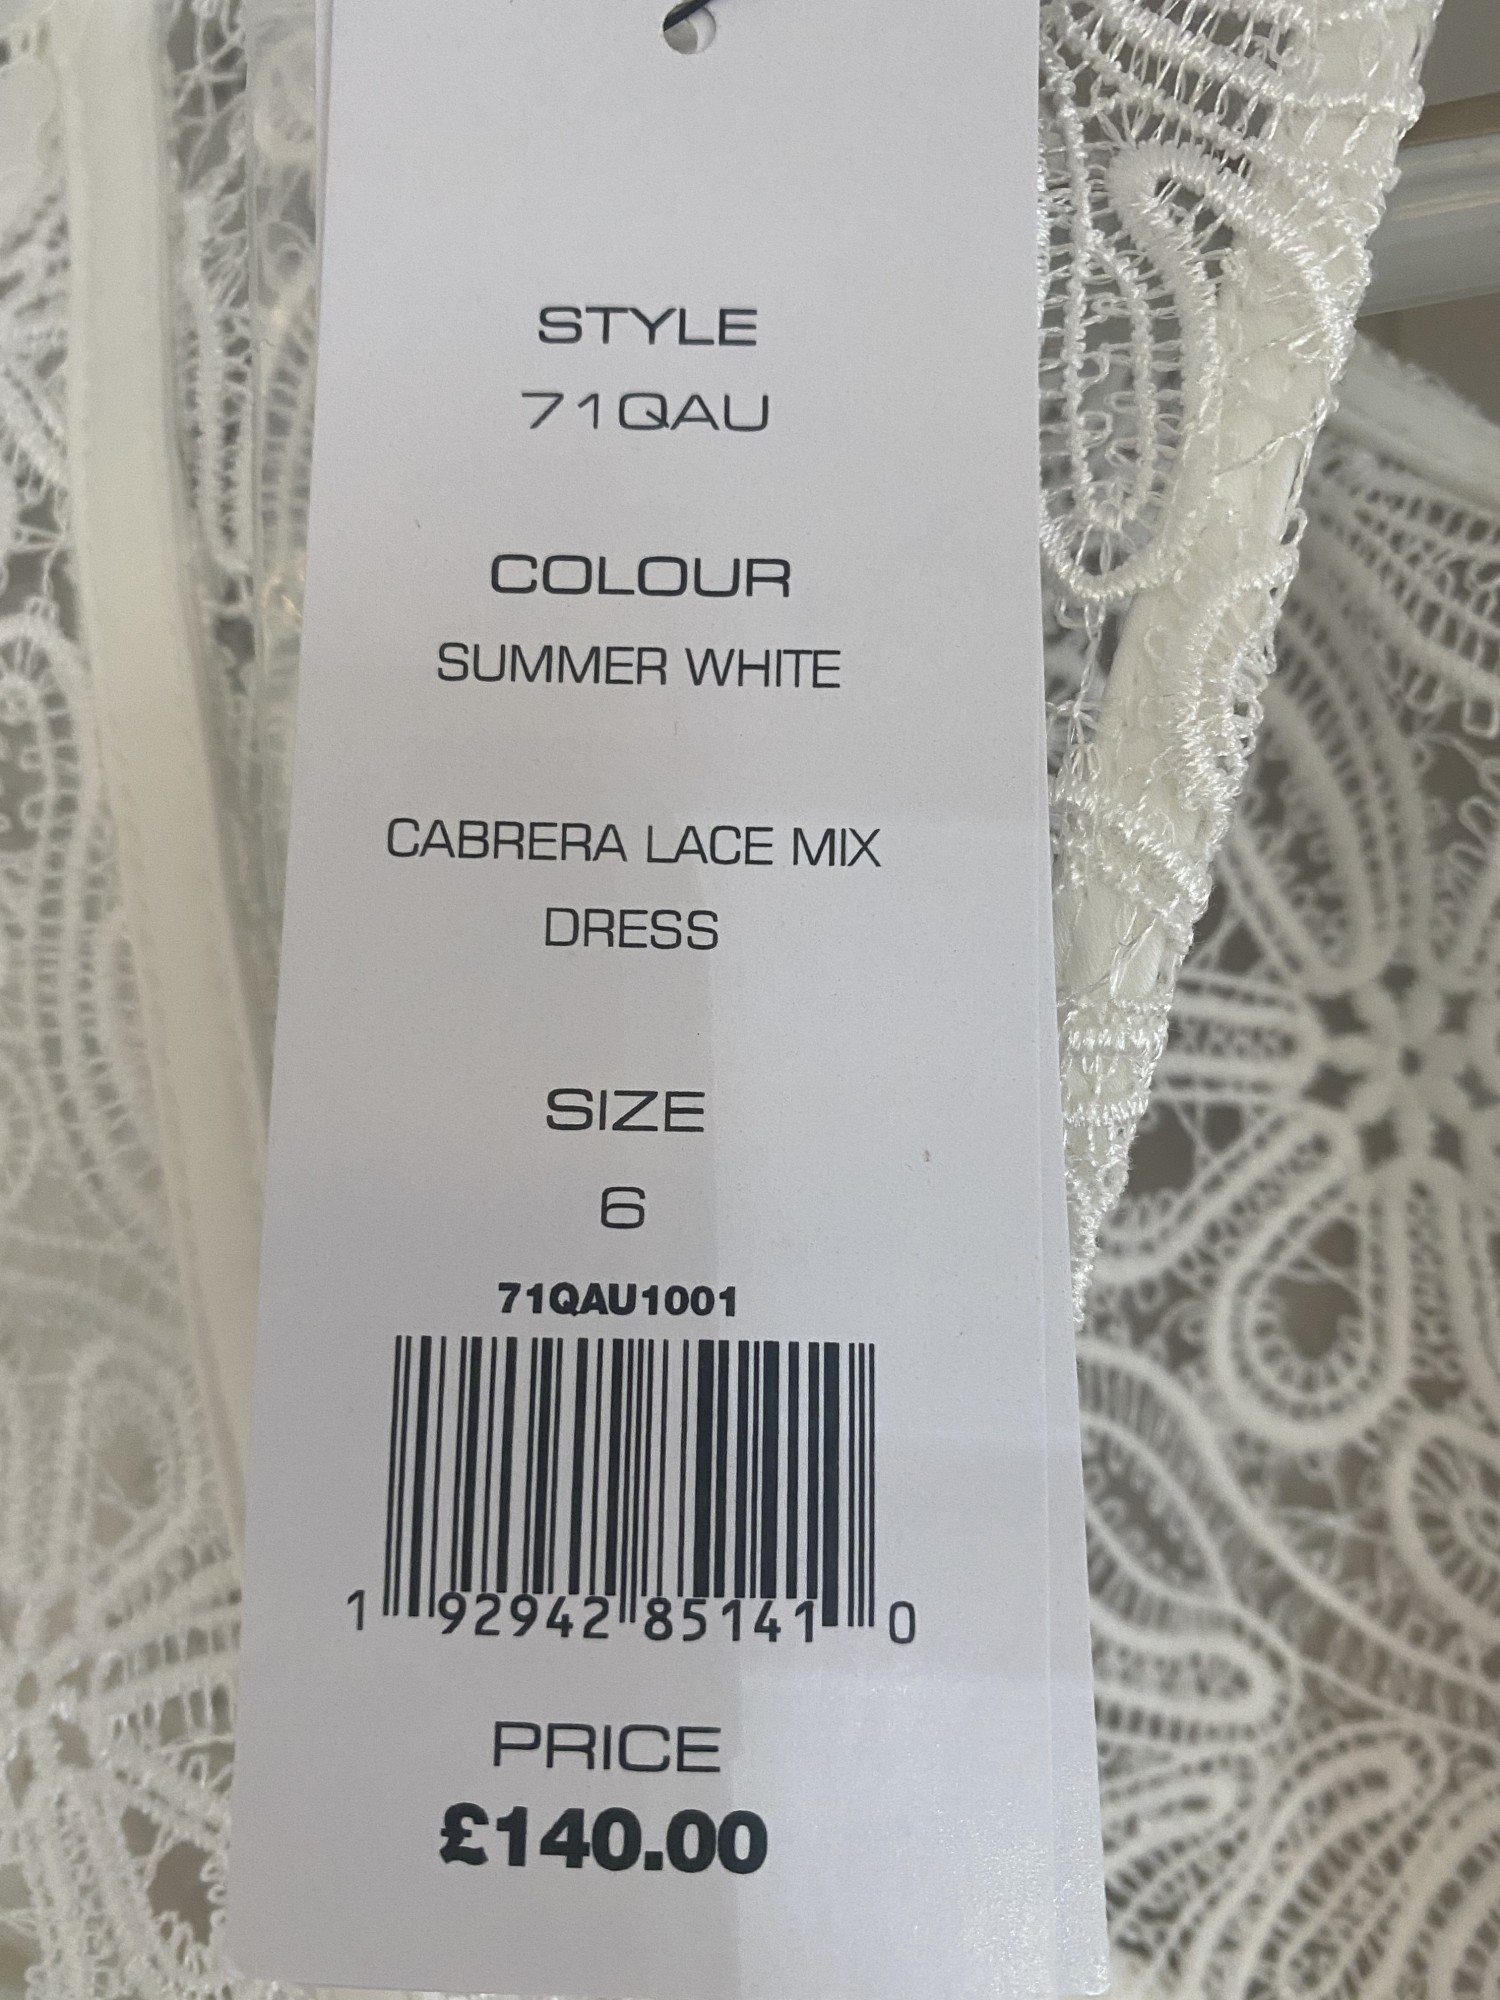 STYLE
71QAU
COLOUR
SUMMER WHITE
CABRERA LACE MIX
DRESS
SIZE
6
71QAU1001
1 92942 85141 0
PRICE
£140.00